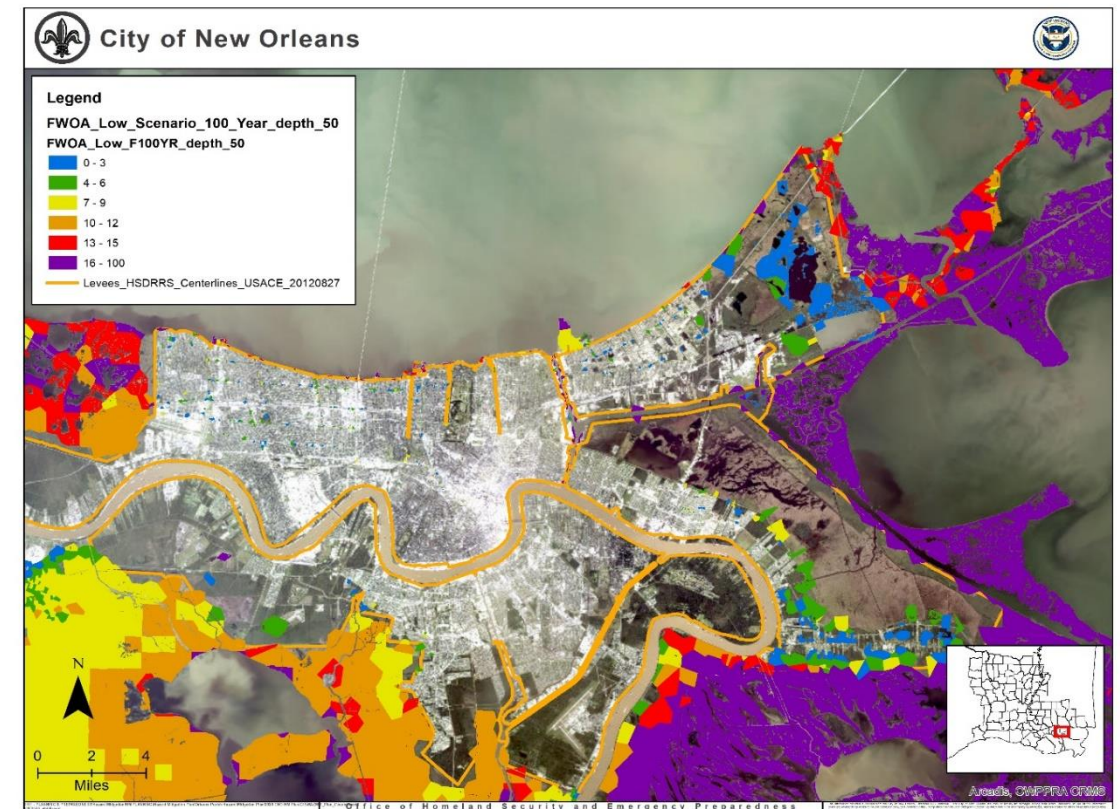 City of New Orleans
Legend
FWOA_Low_Scenario_100_Year_depth_50
FWOA_Low_F100YR_depth_50
0 - 3
4 - 6
7 - 9
10 - 12
13 - 15
16 - 100
Levees_HSDRRS_Centerlines_USACE_20120827
N
0 2 4
Miles
Arcadis, CWPPRA CRMS
Office of Homeland Security and Emergency Preparedness